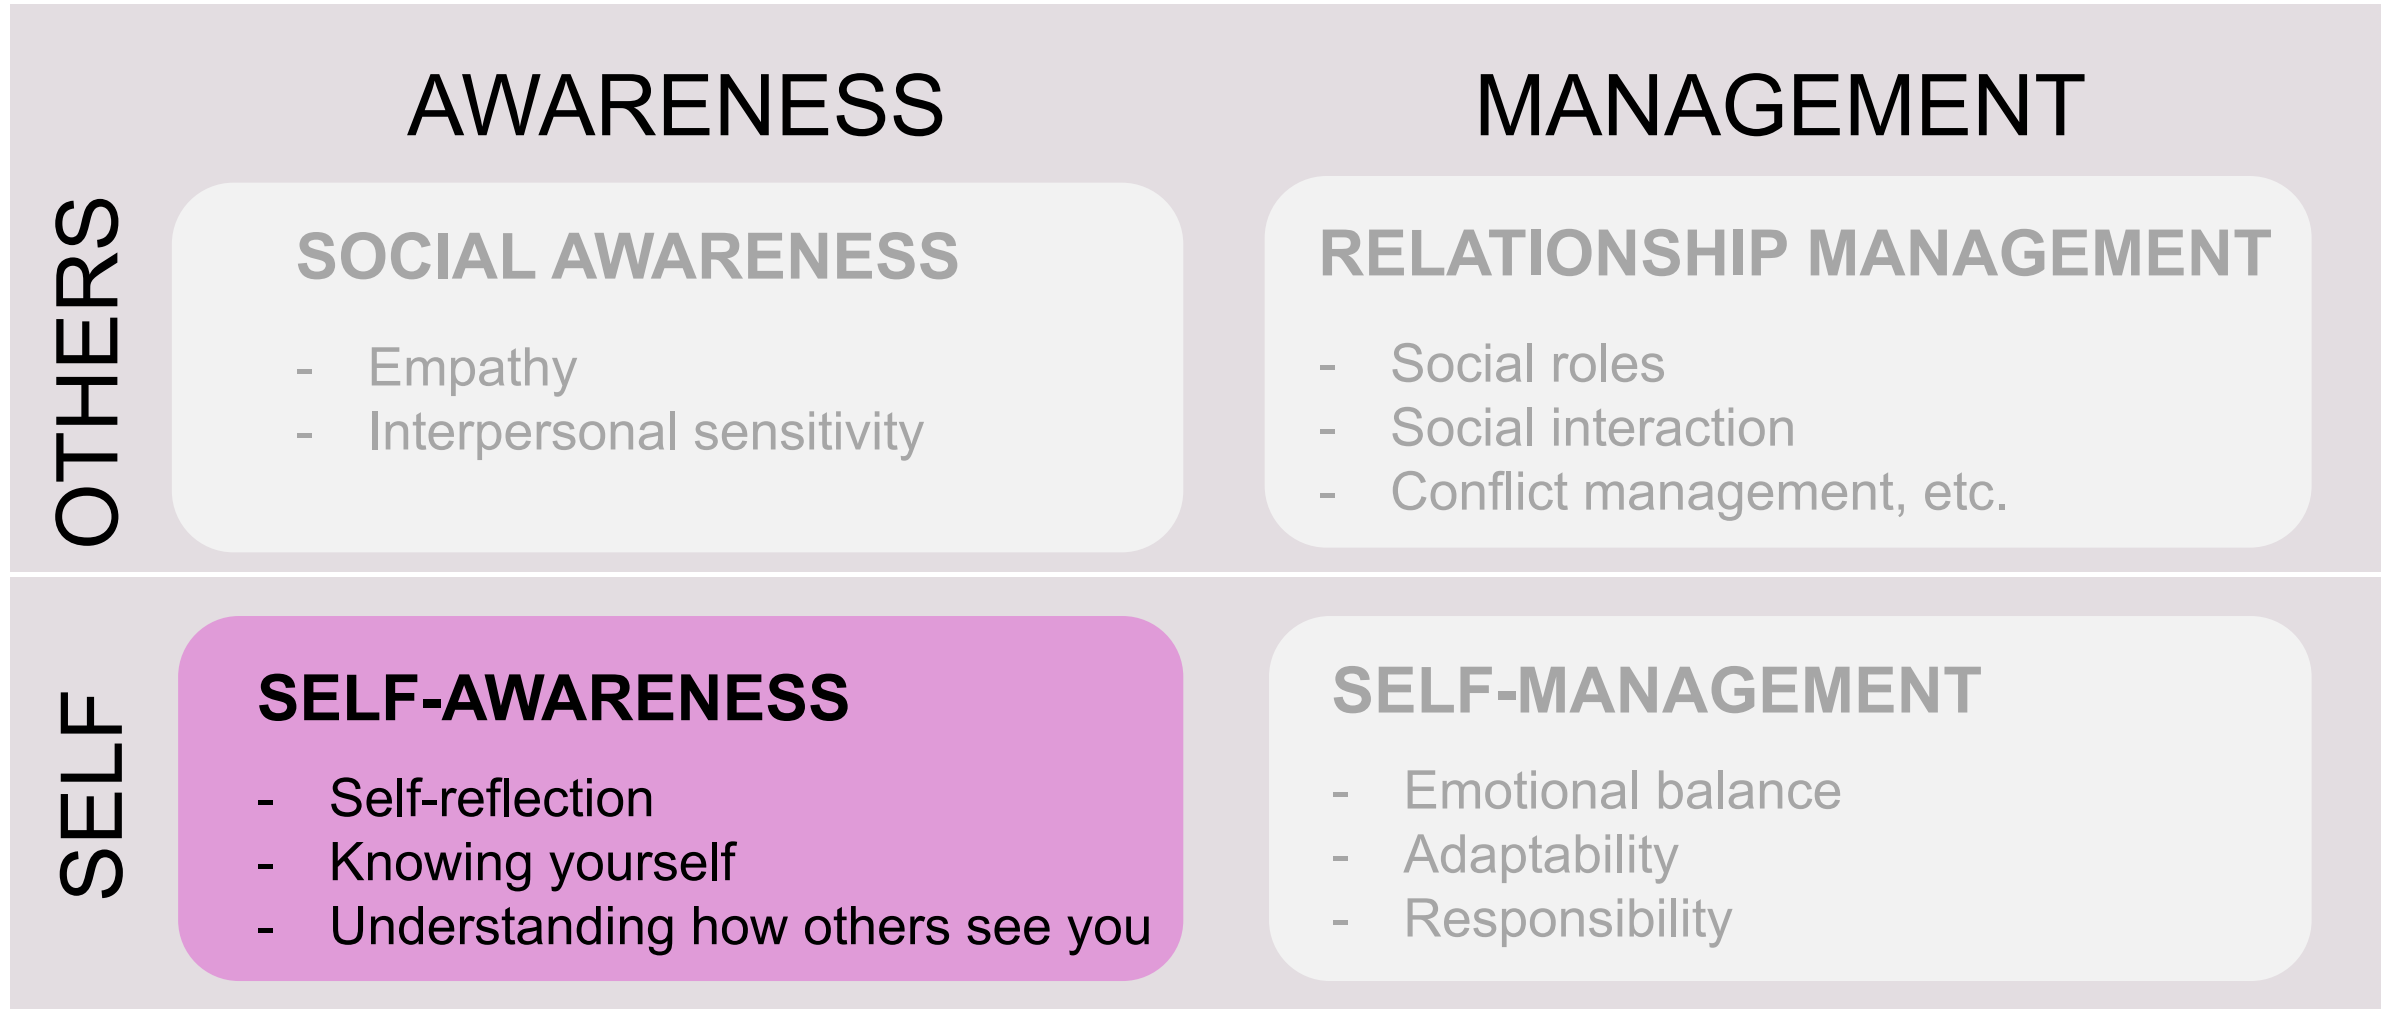 AWARENESS
MANAGEMENT
OTHERS
SOCIAL AWARENESS
- Empathy
- Interpersonal sensitivity
RELATIONSHIP MANAGEMENT
- Social roles
- Social interaction
- Conflict management, etc.
SELF
SELF-AWARENESS
- Self-reflection
- Knowing yourself
- Understanding how others see you
SELF-MANAGEMENT
- Emotional balance
- Adaptability
- Responsibility